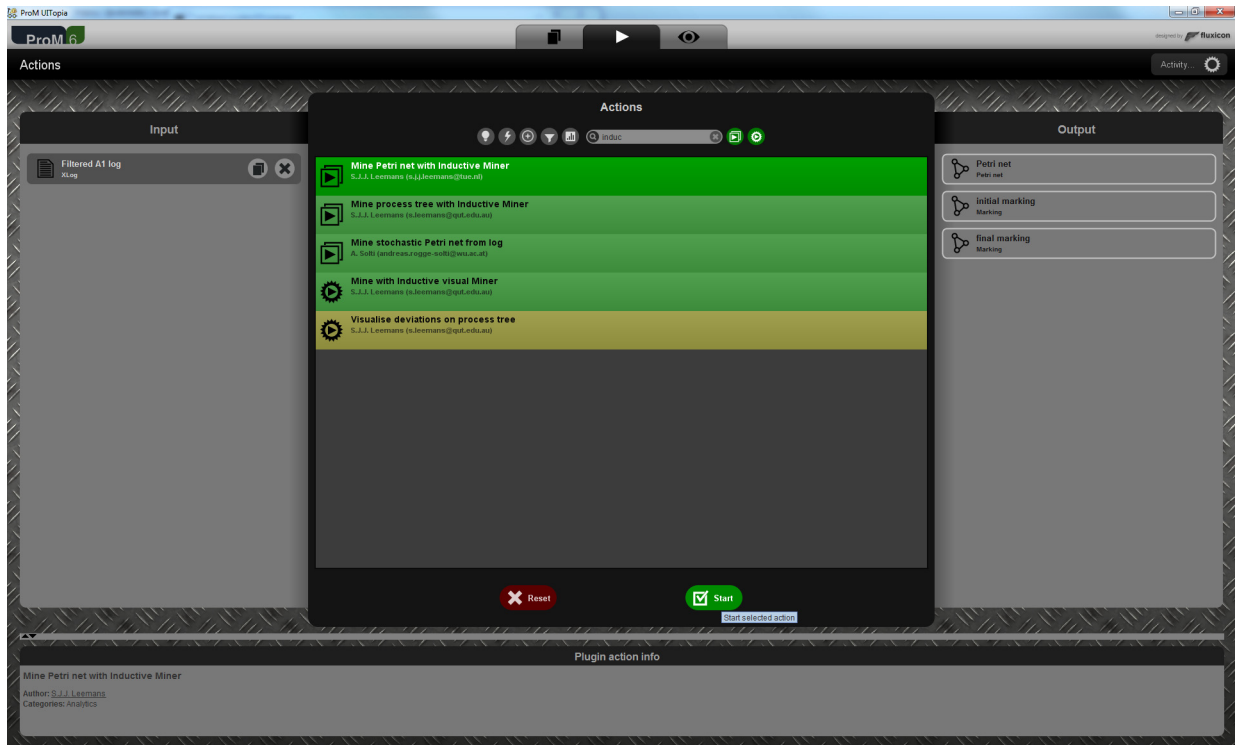 ProM UITopia
ProM 6
designed by fluxicon
Actions
Activity...
Actions
Input
induc
Output
Filtered A1 log
XLog
Mine Petri net with Inductive Miner
S.J.J. Leemans (s.j.j.leemans@tue.nl)
Mine process tree with Inductive Miner
S.J.J. Leemans (s.leemans@qut.edu.au)
Mine stochastic Petri net from log
A. Solti (andreas.rogge-solti@wu.ac.at)
Mine with Inductive visual Miner
S.J.J. Leemans (s.leemans@qut.edu.au)
Visualise deviations on process tree
S.J.J. Leemans (s.leemans@qut.edu.au)
Petri net
Petri net
initial marking
Marking
final marking
Marking
Reset
Start
Start selected action
Plugin action info
Mine Petri net with Inductive Miner
Author: S.J.J. Leemans
Categories: Analytics